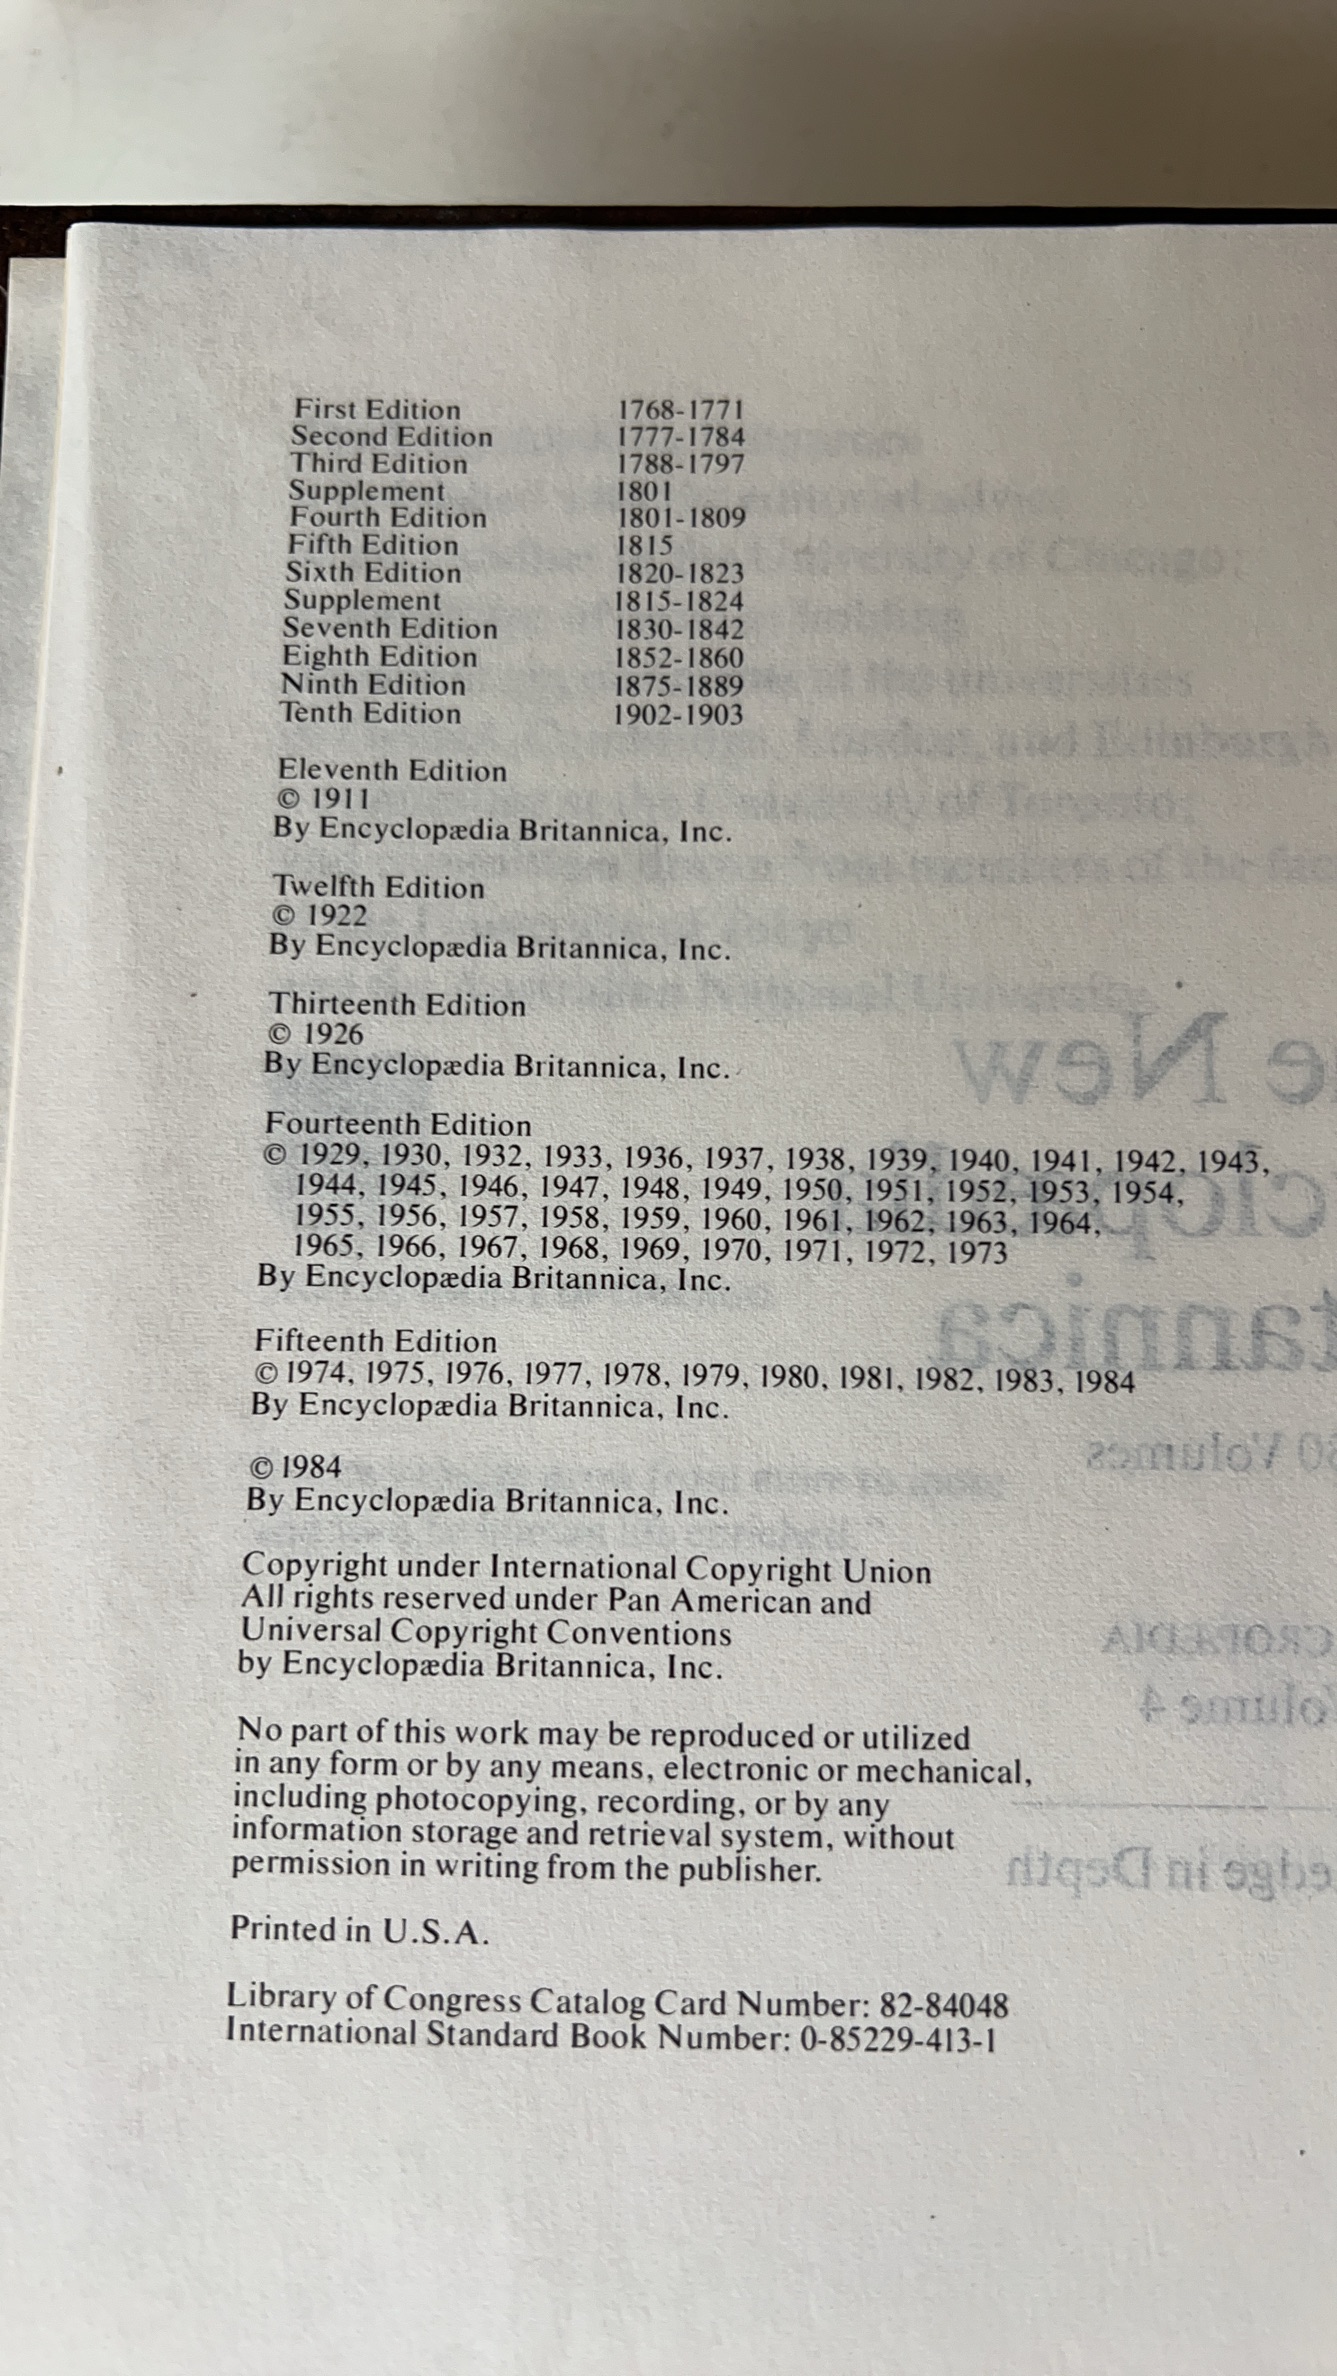 First Edition 1768-1771
Second Edition 1777-1784
Third Edition 1788-1797
Supplement 1801
Fourth Edition 1801-1809
Fifth Edition 1815
Sixth Edition 1820-1823
Supplement 1815-1824
Seventh Edition 1830-1842
Eighth Edition 1852-1860
Ninth Edition 1875-1889
Tenth Edition 1902-1903
Eleventh Edition
© 1911
By Encyclopædia Britannica, Inc.
Twelfth Edition
© 1922
By Encyclopædia Britannica, Inc.
Thirteenth Edition
© 1926
By Encyclopædia Britannica, Inc.
Fourteenth Edition
© 1929, 1930, 1932, 1933, 1936, 1937, 1938, 1939, 1940, 1941, 1942, 1943,
1944, 1945, 1946, 1947, 1948, 1949, 1950, 1951, 1952, 1953, 1954,
1955, 1956, 1957, 1958, 1959, 1960, 1961, 1962, 1963, 1964,
1965, 1966, 1967, 1968, 1969, 1970, 1971, 1972, 1973
By Encyclopædia Britannica, Inc.
Fifteenth Edition
© 1974, 1975, 1976, 1977, 1978, 1979, 1980, 1981, 1982, 1983, 1984
By Encyclopædia Britannica, Inc.
© 1984
By Encyclopædia Britannica, Inc.
Copyright under International Copyright Union
All rights reserved under Pan American and
Universal Copyright Conventions
by Encyclopædia Britannica, Inc.
No part of this work may be reproduced or utilized
in any form or by any means, electronic or mechanical,
including photocopying, recording, or by any
information storage and retrieval system, without
permission in writing from the publisher.
Printed in U.S.A.
Library of Congress Catalog Card Number: 82-84048
International Standard Book Number: 0-85229-413-1